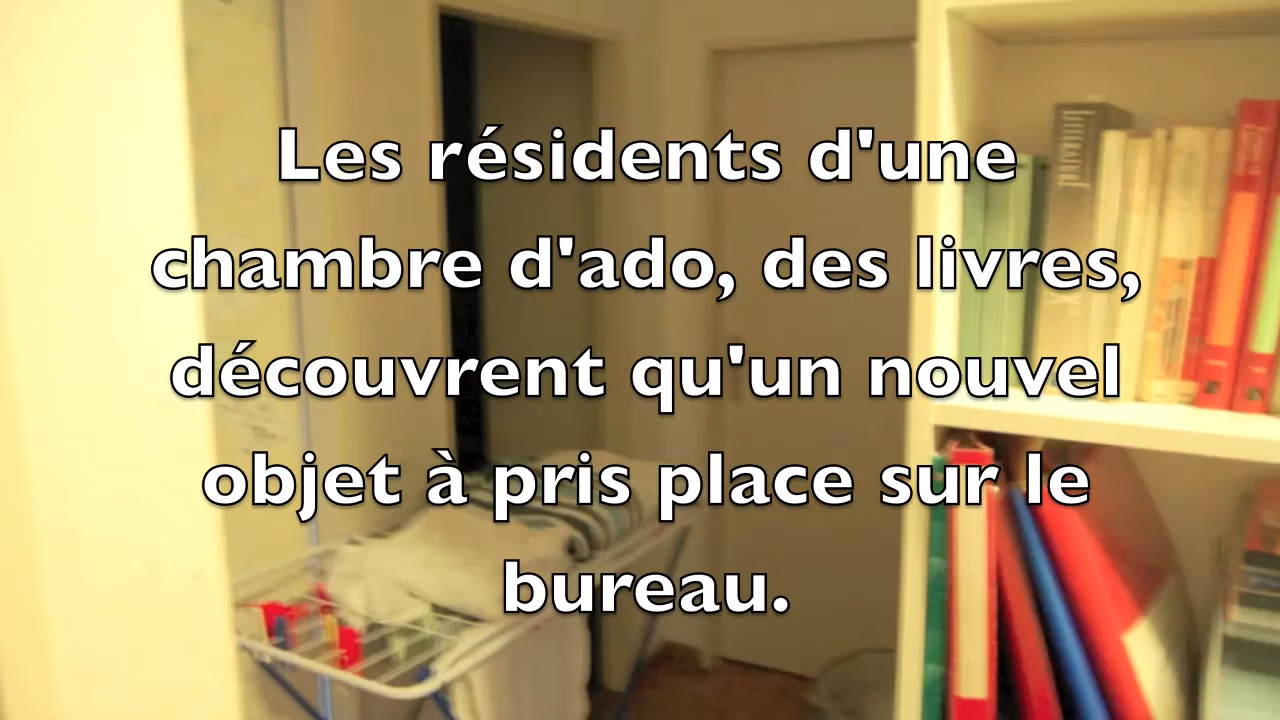 Les résidents d'une
chambre d'ado, des livres,
découvrent qu'un nouvel
objet à pris place sur le
bureau.